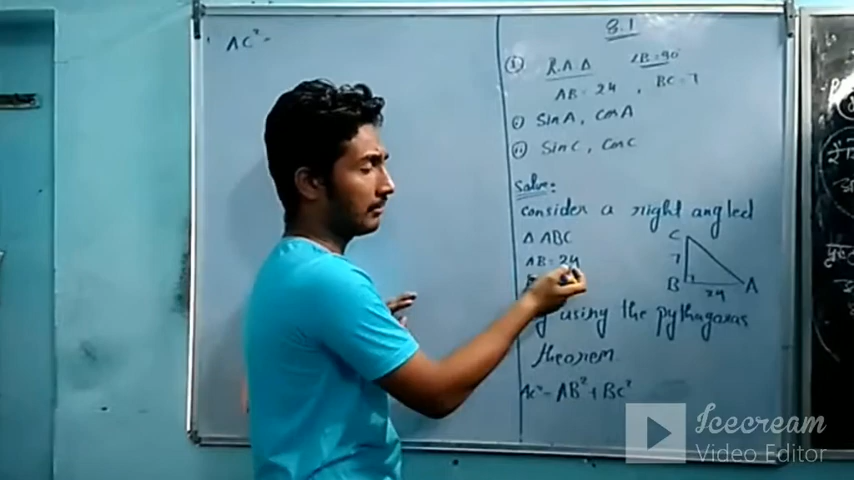 AC² =
8.1
① R.A Δ ∠B = 90°
AB = 24 , BC = 7
① Sin A, Cos A
② Sin C, Cos C
Solve:
Consider a right angled
Δ ABC
AB = 24
using the pythagoras
theorem
AC² = AB² + BC²
C
7
B
24
A
Icecream
Video Editor